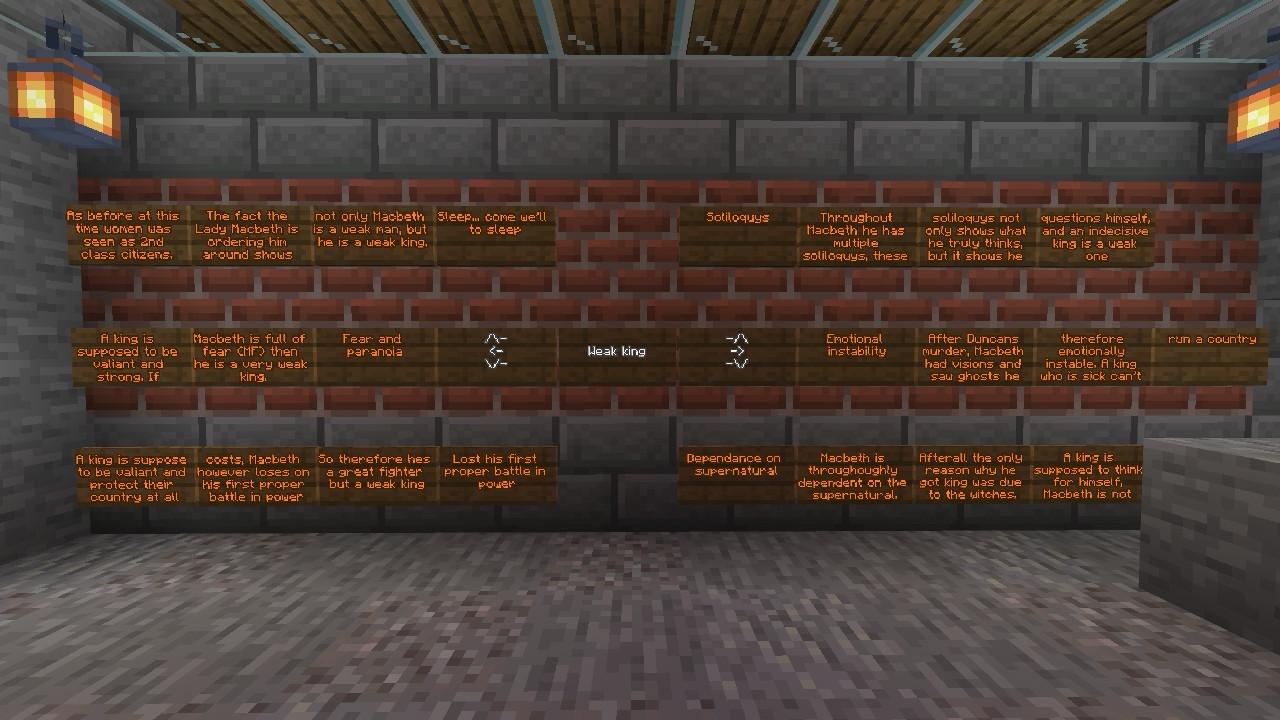 As before at this
time women was
seen as 2nd
class citizens.
The fact the
Lady Macbeth is
ordering him
around shows
not only Macbeth
is a weak man, but
he is a weak king.
Sleep... come we'll
to sleep
Soliloquys
Throughout
Macbeth he has
multiple
soliloquys, these
soliloquys not
only shows what
he truly thinks,
but it shows he
questions himself,
and an indecisive
king is a weak
one
A king is
supposed to be
valiant and
strong. If
Macbeth is full of
fear (MF) then
he is a very weak
king.
Fear and
paranoia
/\-
<-
\/-
Weak king
-/\
->
-\/
Emotional
instability
After Duncans
murder, Macbeth
had visions and
saw ghosts he
therefore
emotionally
instable. A king
who is sick can't
run a country
A king is suppose
to be valiant and
protect their
country at all
costs, Macbeth
however loses on
his first proper
battle in power
So therefore hes
a great fighter
but a weak king
Lost his first
proper battle in
power
Dependance on
supernatural
Macbeth is
throughoughly
dependent on the
supernatural.
Afterall the only
reason why he
got king was due
to the witches.
A king is
supposed to think
for himself,
Macbeth is not